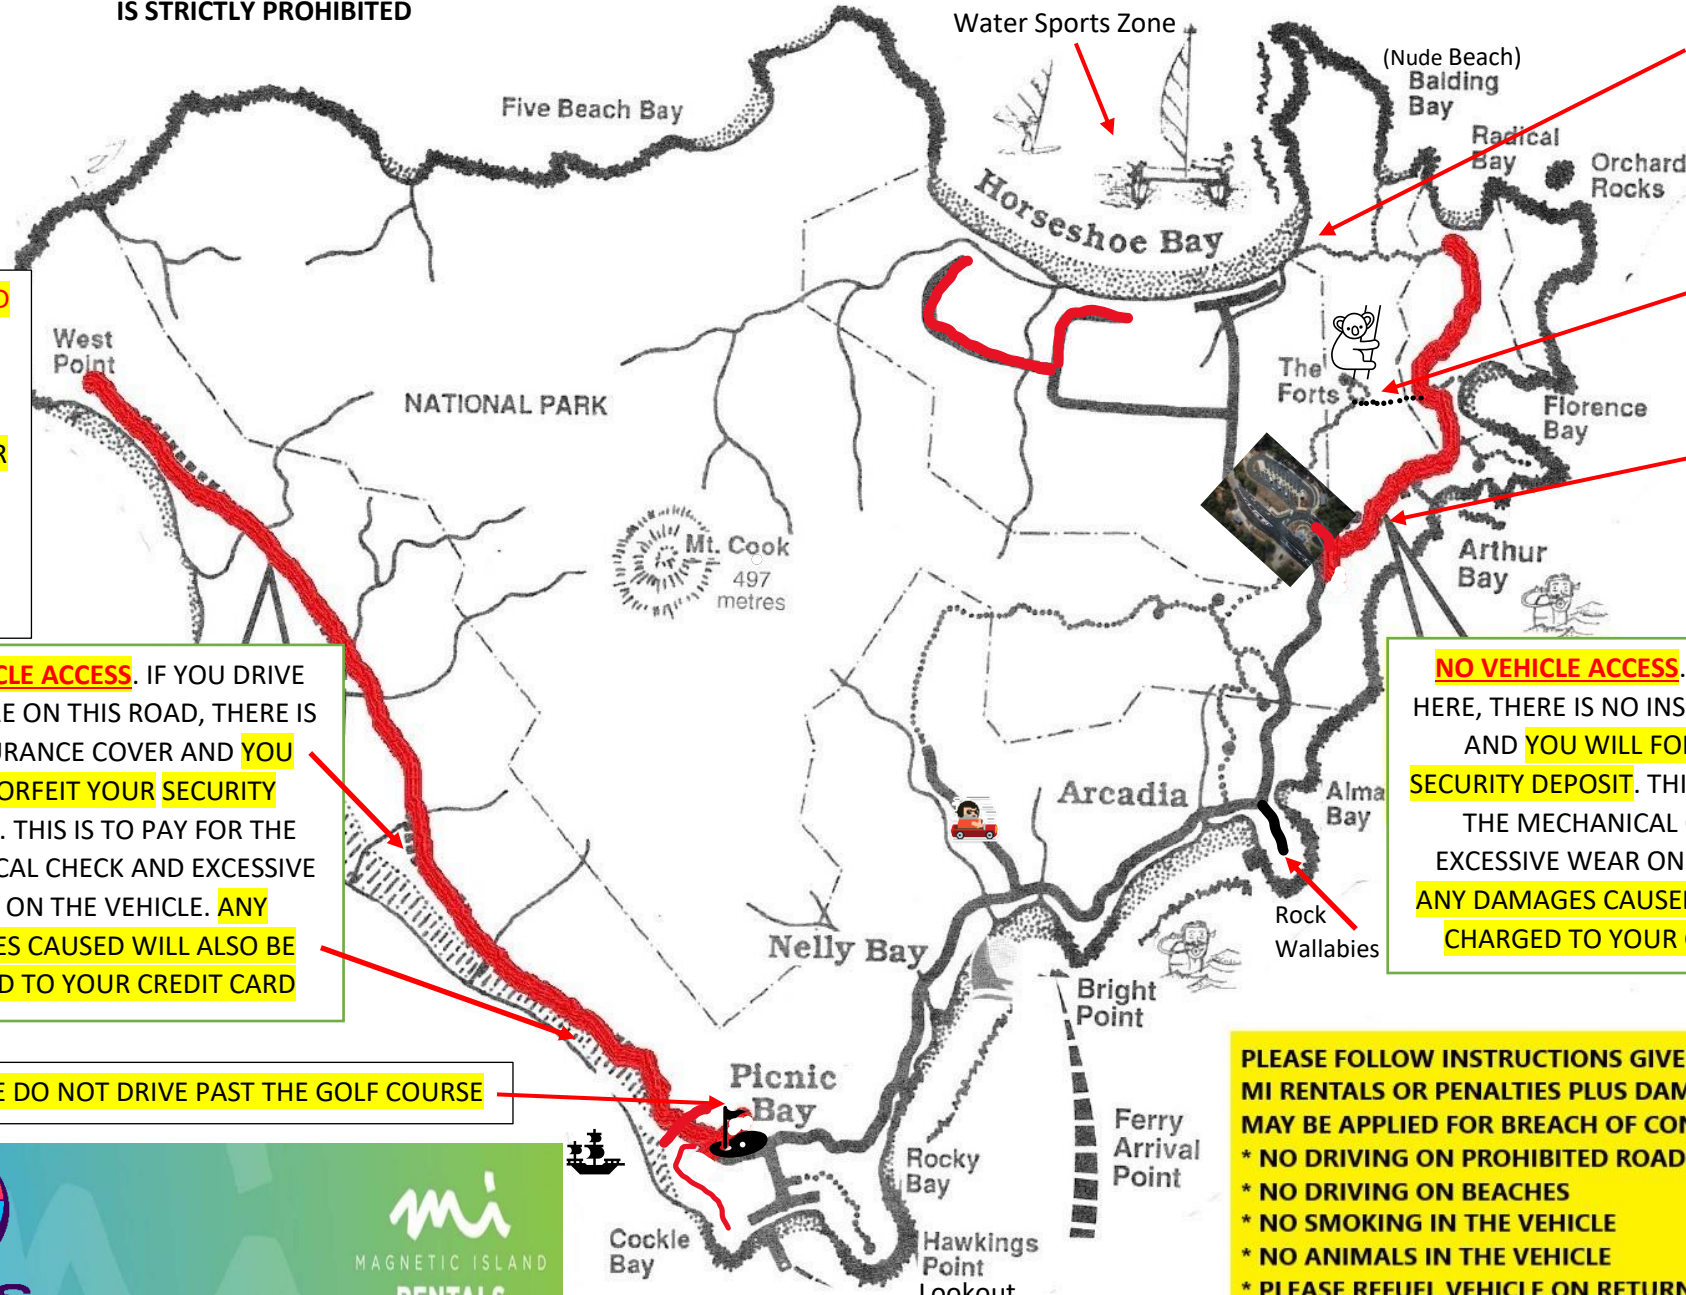 IS STRICTLY PROHIBITED
Water Sports Zone
(Nude Beach)
Balding
Bay
Radical
Bay
Orchard
Rocks
Five Beach Bay
Horseshoe Bay
West
Point
NATIONAL PARK
The
Forts
Florence
Bay
Mt. Cook
497
metres
Arthur
Bay
CLE ACCESS. IF YOU DRIVE
E ON THIS ROAD, THERE IS
URANCE COVER AND YOU
ORFEIT YOUR SECURITY
. THIS IS TO PAY FOR THE
CAL CHECK AND EXCESSIVE
ON THE VEHICLE. ANY
ES CAUSED WILL ALSO BE
D TO YOUR CREDIT CARD
NO VEHICLE ACCESS.
HERE, THERE IS NO INS
AND YOU WILL FO
SECURITY DEPOSIT. THI
THE MECHANICAL
EXCESSIVE WEAR ON
ANY DAMAGES CAUSE
CHARGED TO YOUR
Arcadia
Alma
Bay
Rock
Wallabies
Nelly Bay
Bright
Point
E DO NOT DRIVE PAST THE GOLF COURSE
Picnic
Bay
Ferry
Arrival
Point
Rocky
Bay
Cockle
Bay
Hawkings
Point
Lookout
mi
MAGNETIC ISLAND
RENTALS
PLEASE FOLLOW INSTRUCTIONS GIVE
MI RENTALS OR PENALTIES PLUS DAM
MAY BE APPLIED FOR BREACH OF CON
* NO DRIVING ON PROHIBITED ROAD
* NO DRIVING ON BEACHES
* NO SMOKING IN THE VEHICLE
* NO ANIMALS IN THE VEHICLE
* PLEASE REFUEL VEHICLE ON RETURN